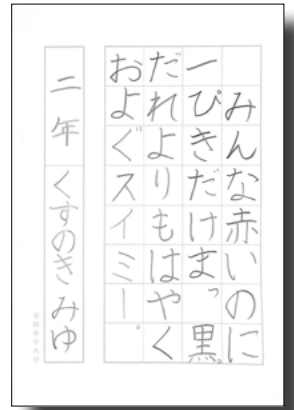 みんな赤いのに
一ぴきだけまっ黒。
だれよりもはやく
およぐスイミー。
二年 くすのき みゆ